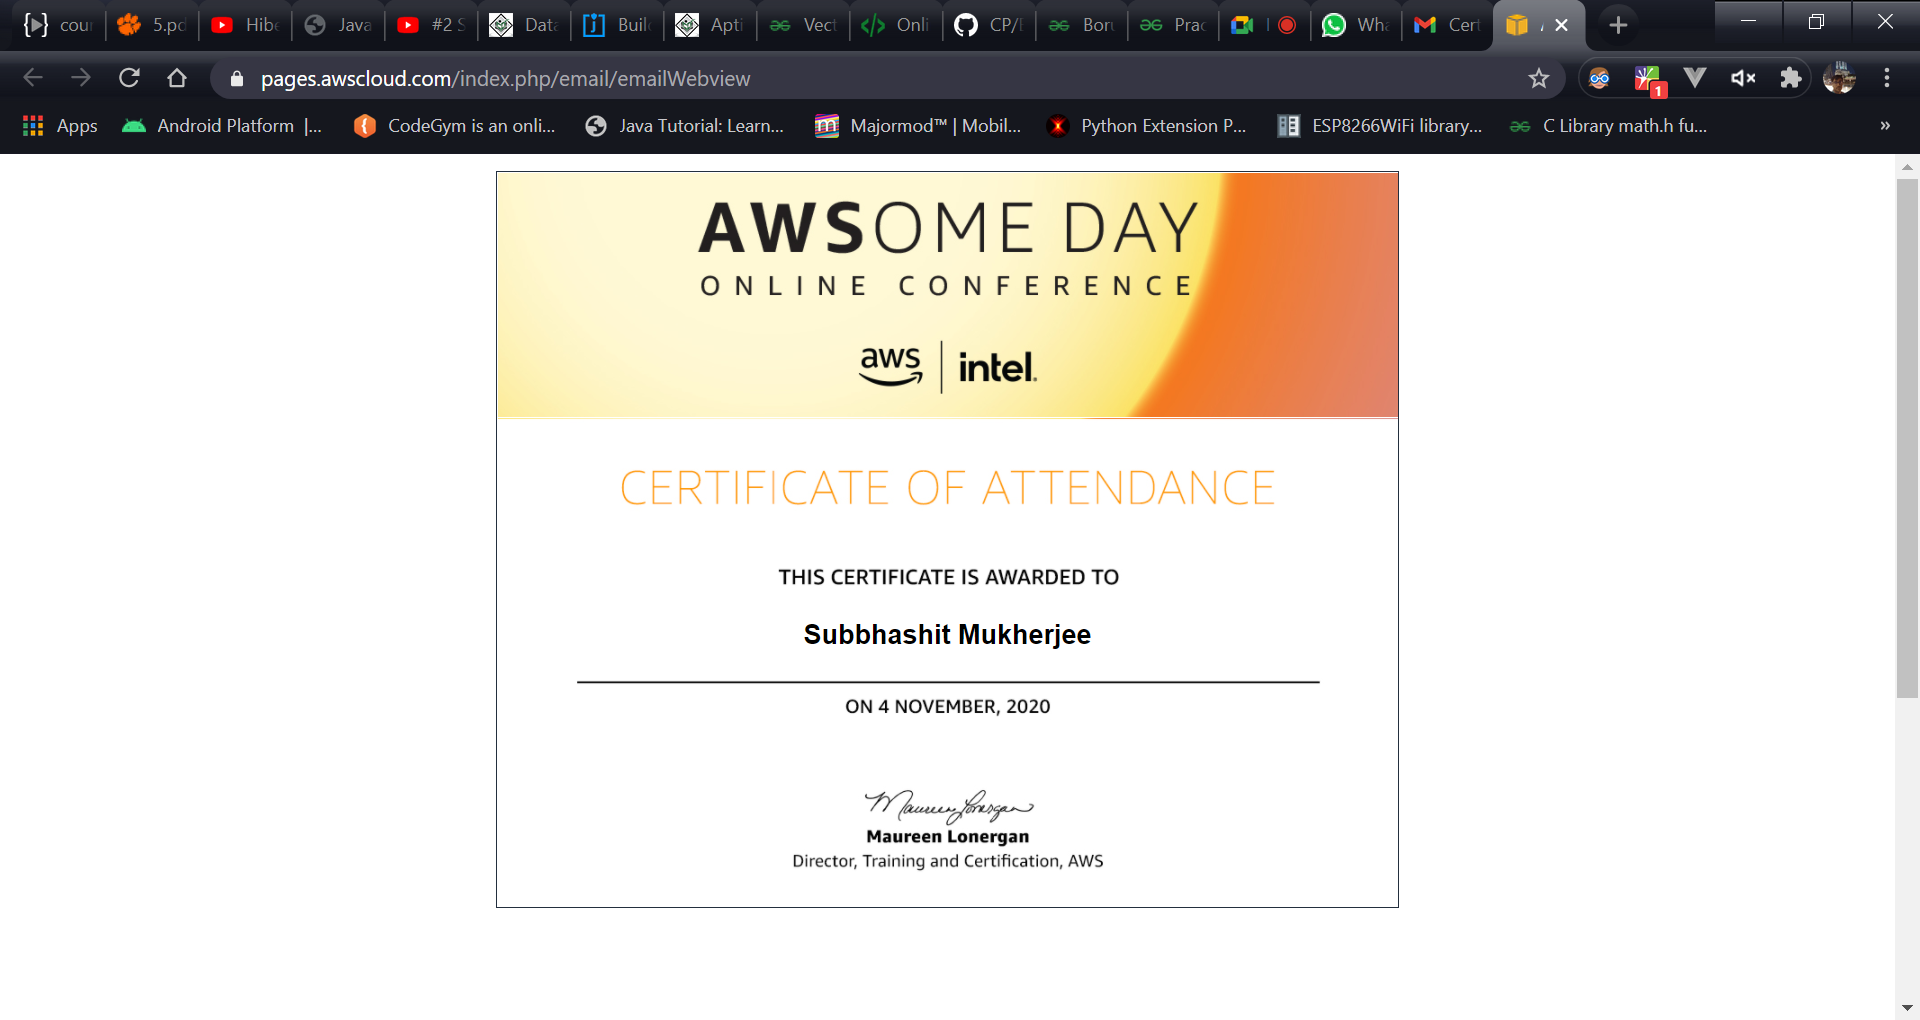 cour
5.pd
Hibe
Java
#2 S
Data
Buil
Apti
Vect
Onli
CP/
Boru
Prac
Wha
Cert
pages.awscloud.com/index.php/email/emailWebview
1
Apps
Android Platform |...
CodeGym is an onli...
Java Tutorial: Learn...
Majormod™ | Mobil...
Python Extension P...
ESP8266WiFi library...
C Library math.h fu...
»
AWSOME DAY
ONLINE CONFERENCE
aws | intel.
CERTIFICATE OF ATTENDANCE
THIS CERTIFICATE IS AWARDED TO
Subbhashit Mukherjee
ON 4 NOVEMBER, 2020
Maureen Lonergan
Maureen Lonergan
Director, Training and Certification, AWS